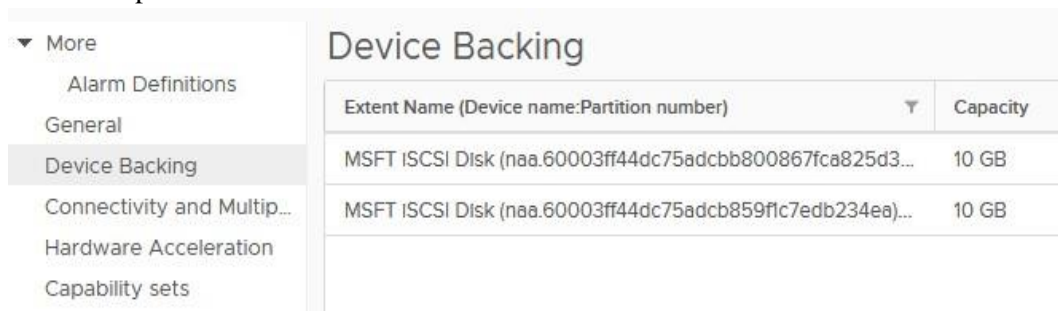 More
Alarm Definitions
General
Device Backing
Connectivity and Multip...
Hardware Acceleration
Capability sets
Device Backing
Extent Name (Device name:Partition number) Capacity
MSFT iSCSI Disk (naa.60003ff44dc75adcbb800867fca825d3... 10 GB
MSFT iSCSI Disk (naa.60003ff44dc75adcb859f1c7edb234ea)... 10 GB